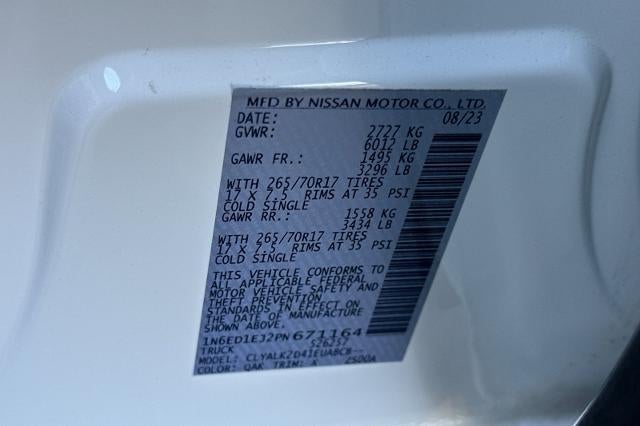 MFD BY NISSAN MOTOR CO., LTD.
DATE: 08/23
GVWR: 2727 KG
6012 LB
GAWR FR.: 1495 KG
3296 LB
WITH 265/70R17 TIRES
17 X 7.5 RIMS AT 35 PSI
COLD SINGLE
GAWR RR.: 1558 KG
3434 LB
WITH 265/70R17 TIRES
17 X 7.5 RIMS AT 35 PSI
COLD SINGLE
THIS VEHICLE CONFORMS TO
ALL APPLICABLE FEDERAL
MOTOR VEHICLE SAFETY AND
THEFT PREVENTION
STANDARDS IN EFFECT ON
THE DATE OF MANUFACTURE
SHOWN ABOVE.
1N6ED1EJ2PN671164
TRUCK 526257
MODEL: CLYALK2D41EUABCB--
COLOR: QAK TRIM: X ZSDOA